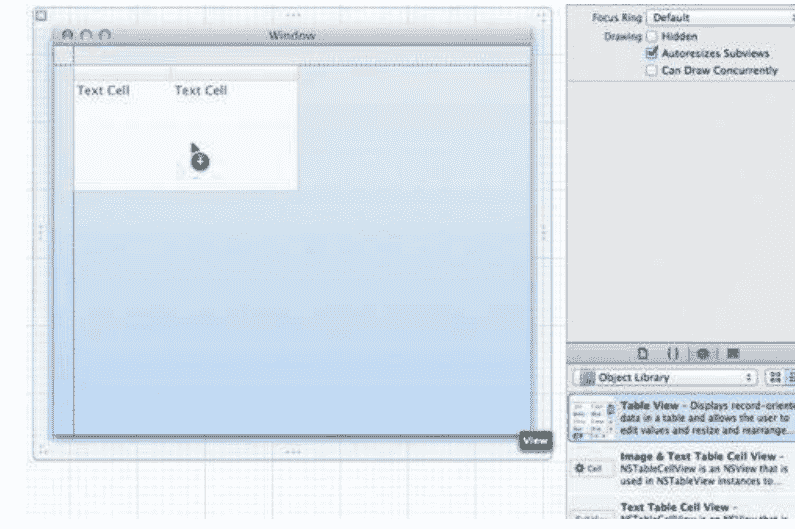 Window
Text Cell
Text Cell
View
Focus Ring
Default
Drawing
Hidden
Autoresizes Subviews
Can Draw Concurrently
Object Library
Table View - Displays record-oriente
data in a table and allows the user to
edit values and resize and rearrange...
Image & Text Table Cell View -
Cell
NSTableCellView is an NSView that is
used in NSTableView instances to...
Text Table Cell View -